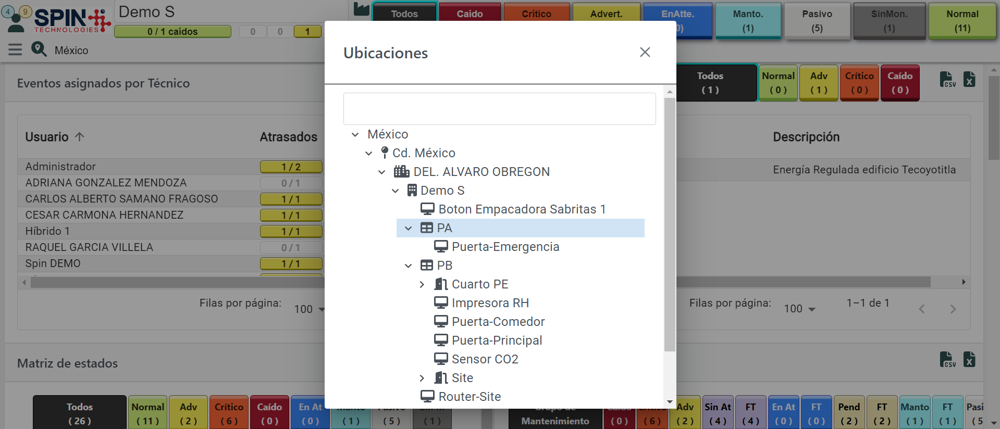 4 9
SPIN
TECHNOLOGIES
Demo S
0 / 1 caídos
0 0 1
México
Todos
Caído
Crítico
Advert.
EnAtte.
0)
Manto.
(1)
Pasivo
(5)
SinMon.
(1)
Normal
(11)
Ubicaciones
México
Cd. México
DEL. ALVARO OBREGON
Demo S
Boton Empacadora Sabritas 1
PA
Puerta-Emergencia
PB
Cuarto PE
Impresora RH
Puerta-Comedor
Puerta-Principal
Sensor CO2
Site
Router-Site
Eventos asignados por Técnico
Usuario Atrasados
Administrador 1 / 2
ADRIANA GONZALEZ MENDOZA 0 / 1
CARLOS ALBERTO SAMANO FRAGOSO 1 / 1
CESAR CARMONA HERNANDEZ 1 / 1
Híbrido 1 1 / 1
RAQUEL GARCIA VILLELA 0 / 1
Spin DEMO 1 / 1
Filas por página: 100
Todos
( 1 )
Normal
( 0 )
Adv
( 1 )
Crítico
( 0 )
Caído
( 0 )
CSV
Descripción
Energía Regulada edificio Tecoyotitla
Filas por página: 100 1–1 de 1
Matriz de estados
CSV
Todos
( 26 )
Normal
( 11 )
Adv
( 2 )
Crítico
( 6 )
Caído
( 0 )
En At
( 0 )
Manto
( 1 )
Pasivo
( 5 )
( 1 )
Grupo de
Mantenimiento
Caído
( 0 )
Crítico
( 6 )
Adv
( 2 )
Sin At
( 4 )
FT
( 4 )
En At
( 0 )
FT
( 0 )
Pend
( 2 )
FT
( 2 )
Manto
( 1 )
FT
( 1 )
Pasi
( 5